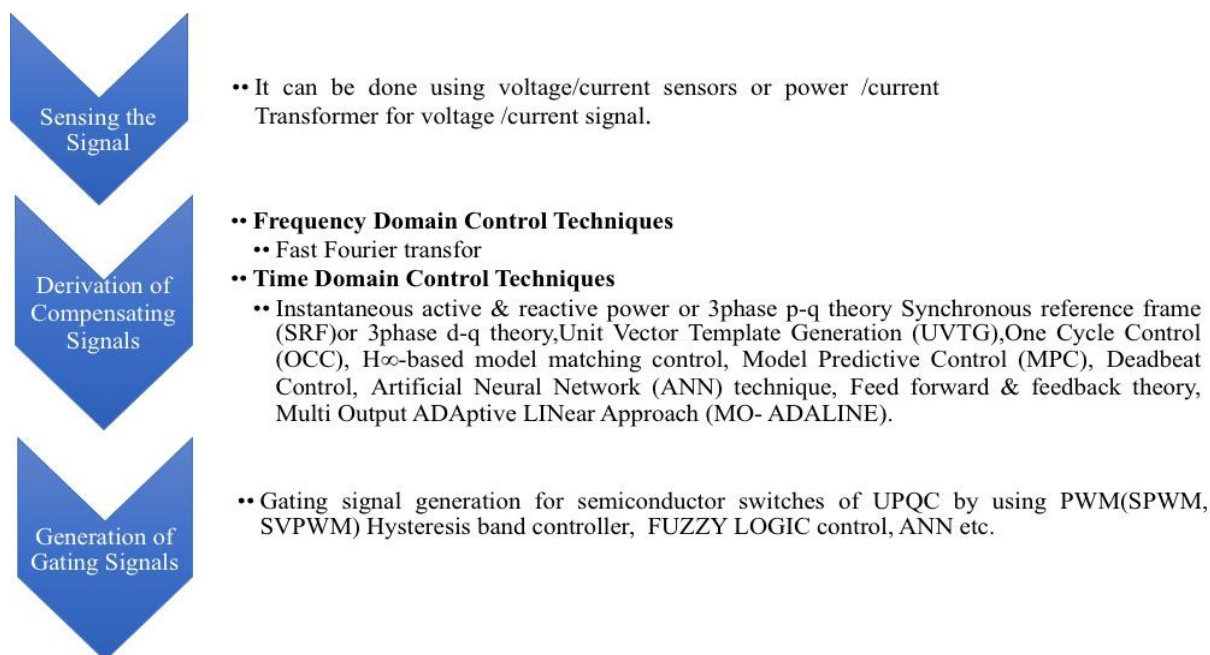 Sensing the
Signal
•• It can be done using voltage/current sensors or power /current
Transformer for voltage /current signal.
Derivation of
Compensating
Signals
•• Frequency Domain Control Techniques
•• Fast Fourier transfor
•• Time Domain Control Techniques
•• Instantaneous active & reactive power or 3phase p-q theory Synchronous reference frame
(SRF)or 3phase d-q theory,Unit Vector Template Generation (UVTG),One Cycle Control
(OCC), H∞-based model matching control, Model Predictive Control (MPC), Deadbeat
Control, Artificial Neural Network (ANN) technique, Feed forward & feedback theory,
Multi Output ADAptive LINear Approach (MO- ADALINE).
Generation of
Gating Signals
•• Gating signal generation for semiconductor switches of UPQC by using PWM(SPWM,
SVPWM) Hysteresis band controller, FUZZY LOGIC control, ANN etc.